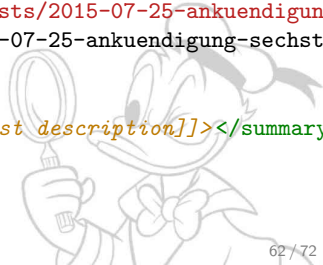 sts/2015-07-25-ankuendigun
-07-25-ankuendigung-sechst
st description]]></summary
62 / 72